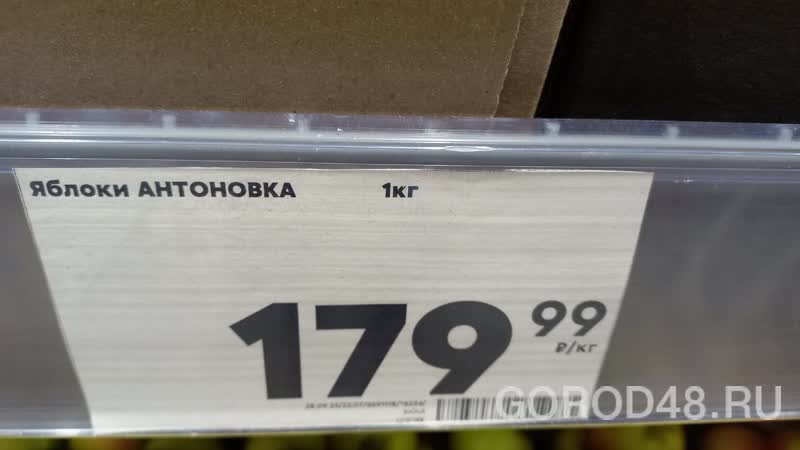 Яблоки АНТОНОВКА 1кг
179 99
₽/кг
GOROD48.RU